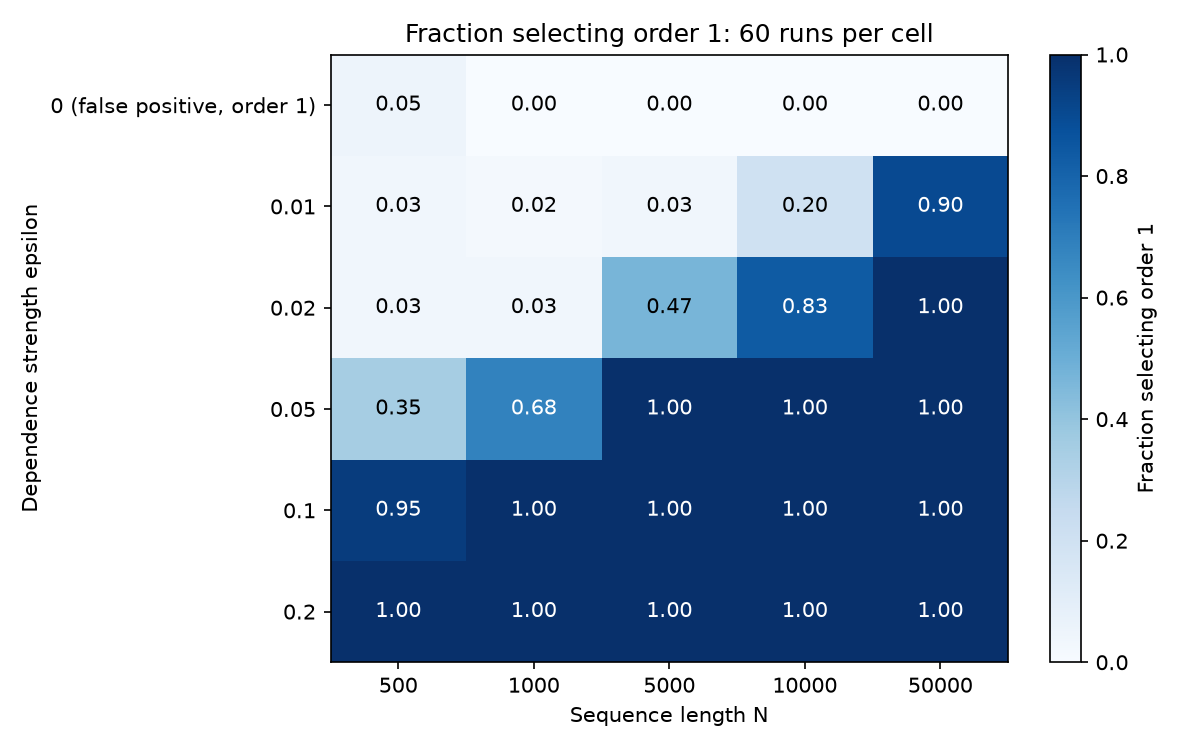 Fraction selecting order 1: 60 runs per cell
0 (false positive, order 1) 0.05 0.00 0.00 0.00 0.00
0.01 0.03 0.02 0.03 0.20 0.90
0.02 0.03 0.03 0.47 0.83 1.00
0.05 0.35 0.68 1.00 1.00 1.00
0.1 0.95 1.00 1.00 1.00 1.00
0.2 1.00 1.00 1.00 1.00 1.00
500 1000 5000 10000 50000
Sequence length N
Dependence strength epsilon
1.0
0.8
0.6
0.4
0.2
0.0
Fraction selecting order 1